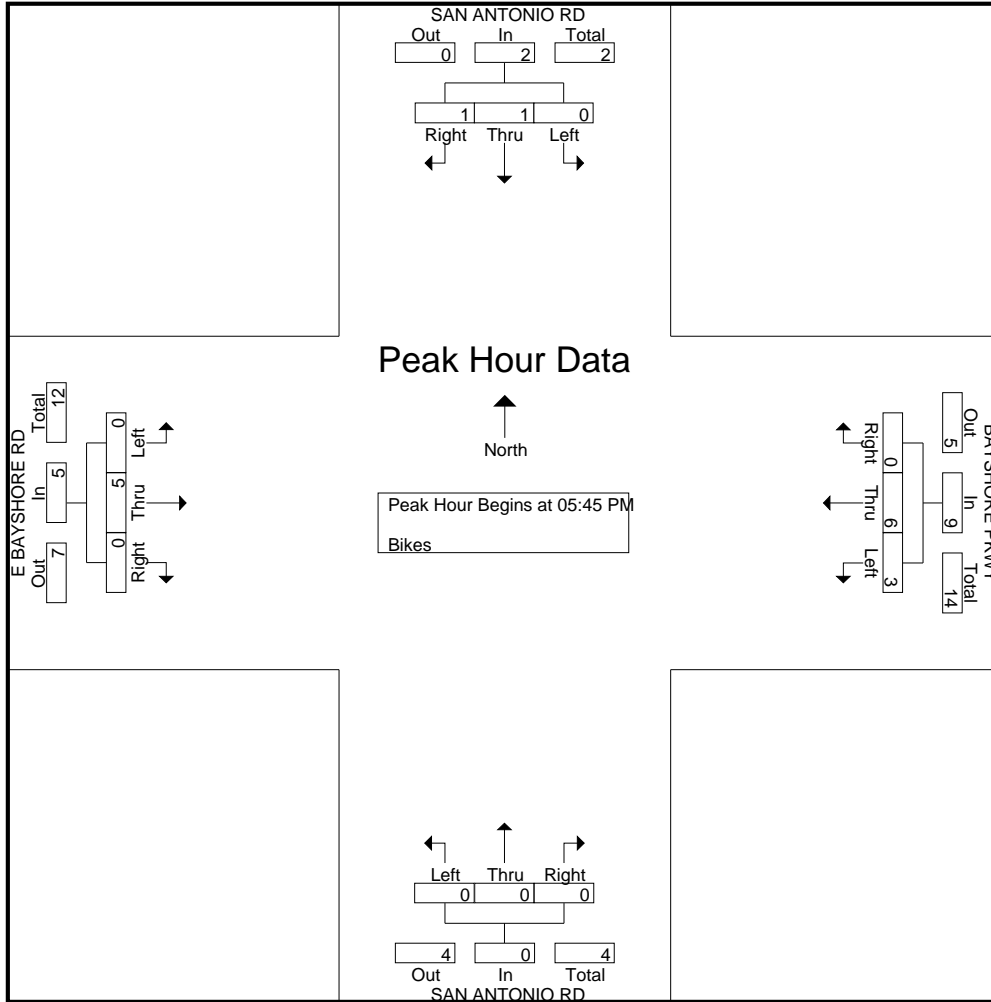 SAN ANTONIO RD
Out In Total
0 2 2
1 1 0
Right Thru Left
Peak Hour Data
North
Peak Hour Begins at 05:45 PM
Bikes
E BAYSHORE RD
Out In Total
7 5 12
0 5 0
Left Thru Right
Right Thru Left
0 6 3
Out In Total
5 9 14
BAYSHORE FRWY
Left Thru Right
0 0 0
4 0 4
Out In Total
SAN ANTONIO RD